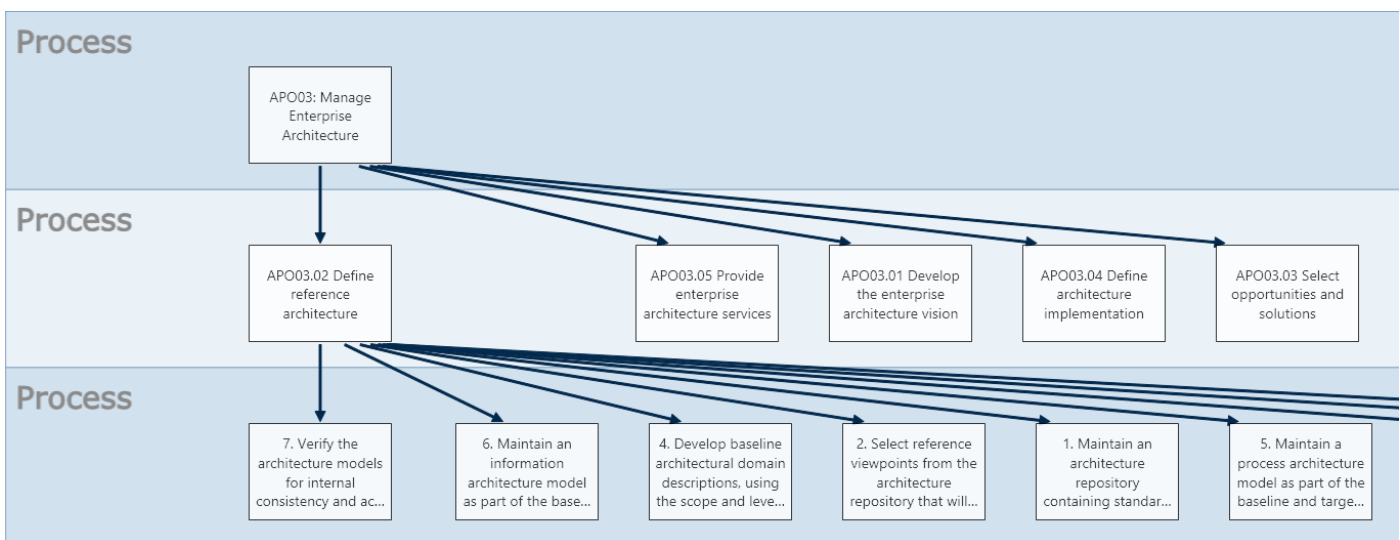 Process
APO03: Manage
Enterprise
Architecture
Process
APO03.02 Define
reference
architecture
APO03.05 Provide
enterprise
architecture services
APO03.01 Develop
the enterprise
architecture vision
APO03.04 Define
architecture
implementation
APO03.03 Select
opportunities and
solutions
Process
7. Verify the
architecture models
for internal
consistency and ac...
6. Maintain an
information
architecture model
as part of the base...
4. Develop baseline
architectural domain
descriptions, using
the scope and leve...
2. Select reference
viewpoints from the
architecture
repository that will...
1. Maintain an
architecture
repository
containing standar...
5. Maintain a
process architecture
model as part of the
baseline and targe...